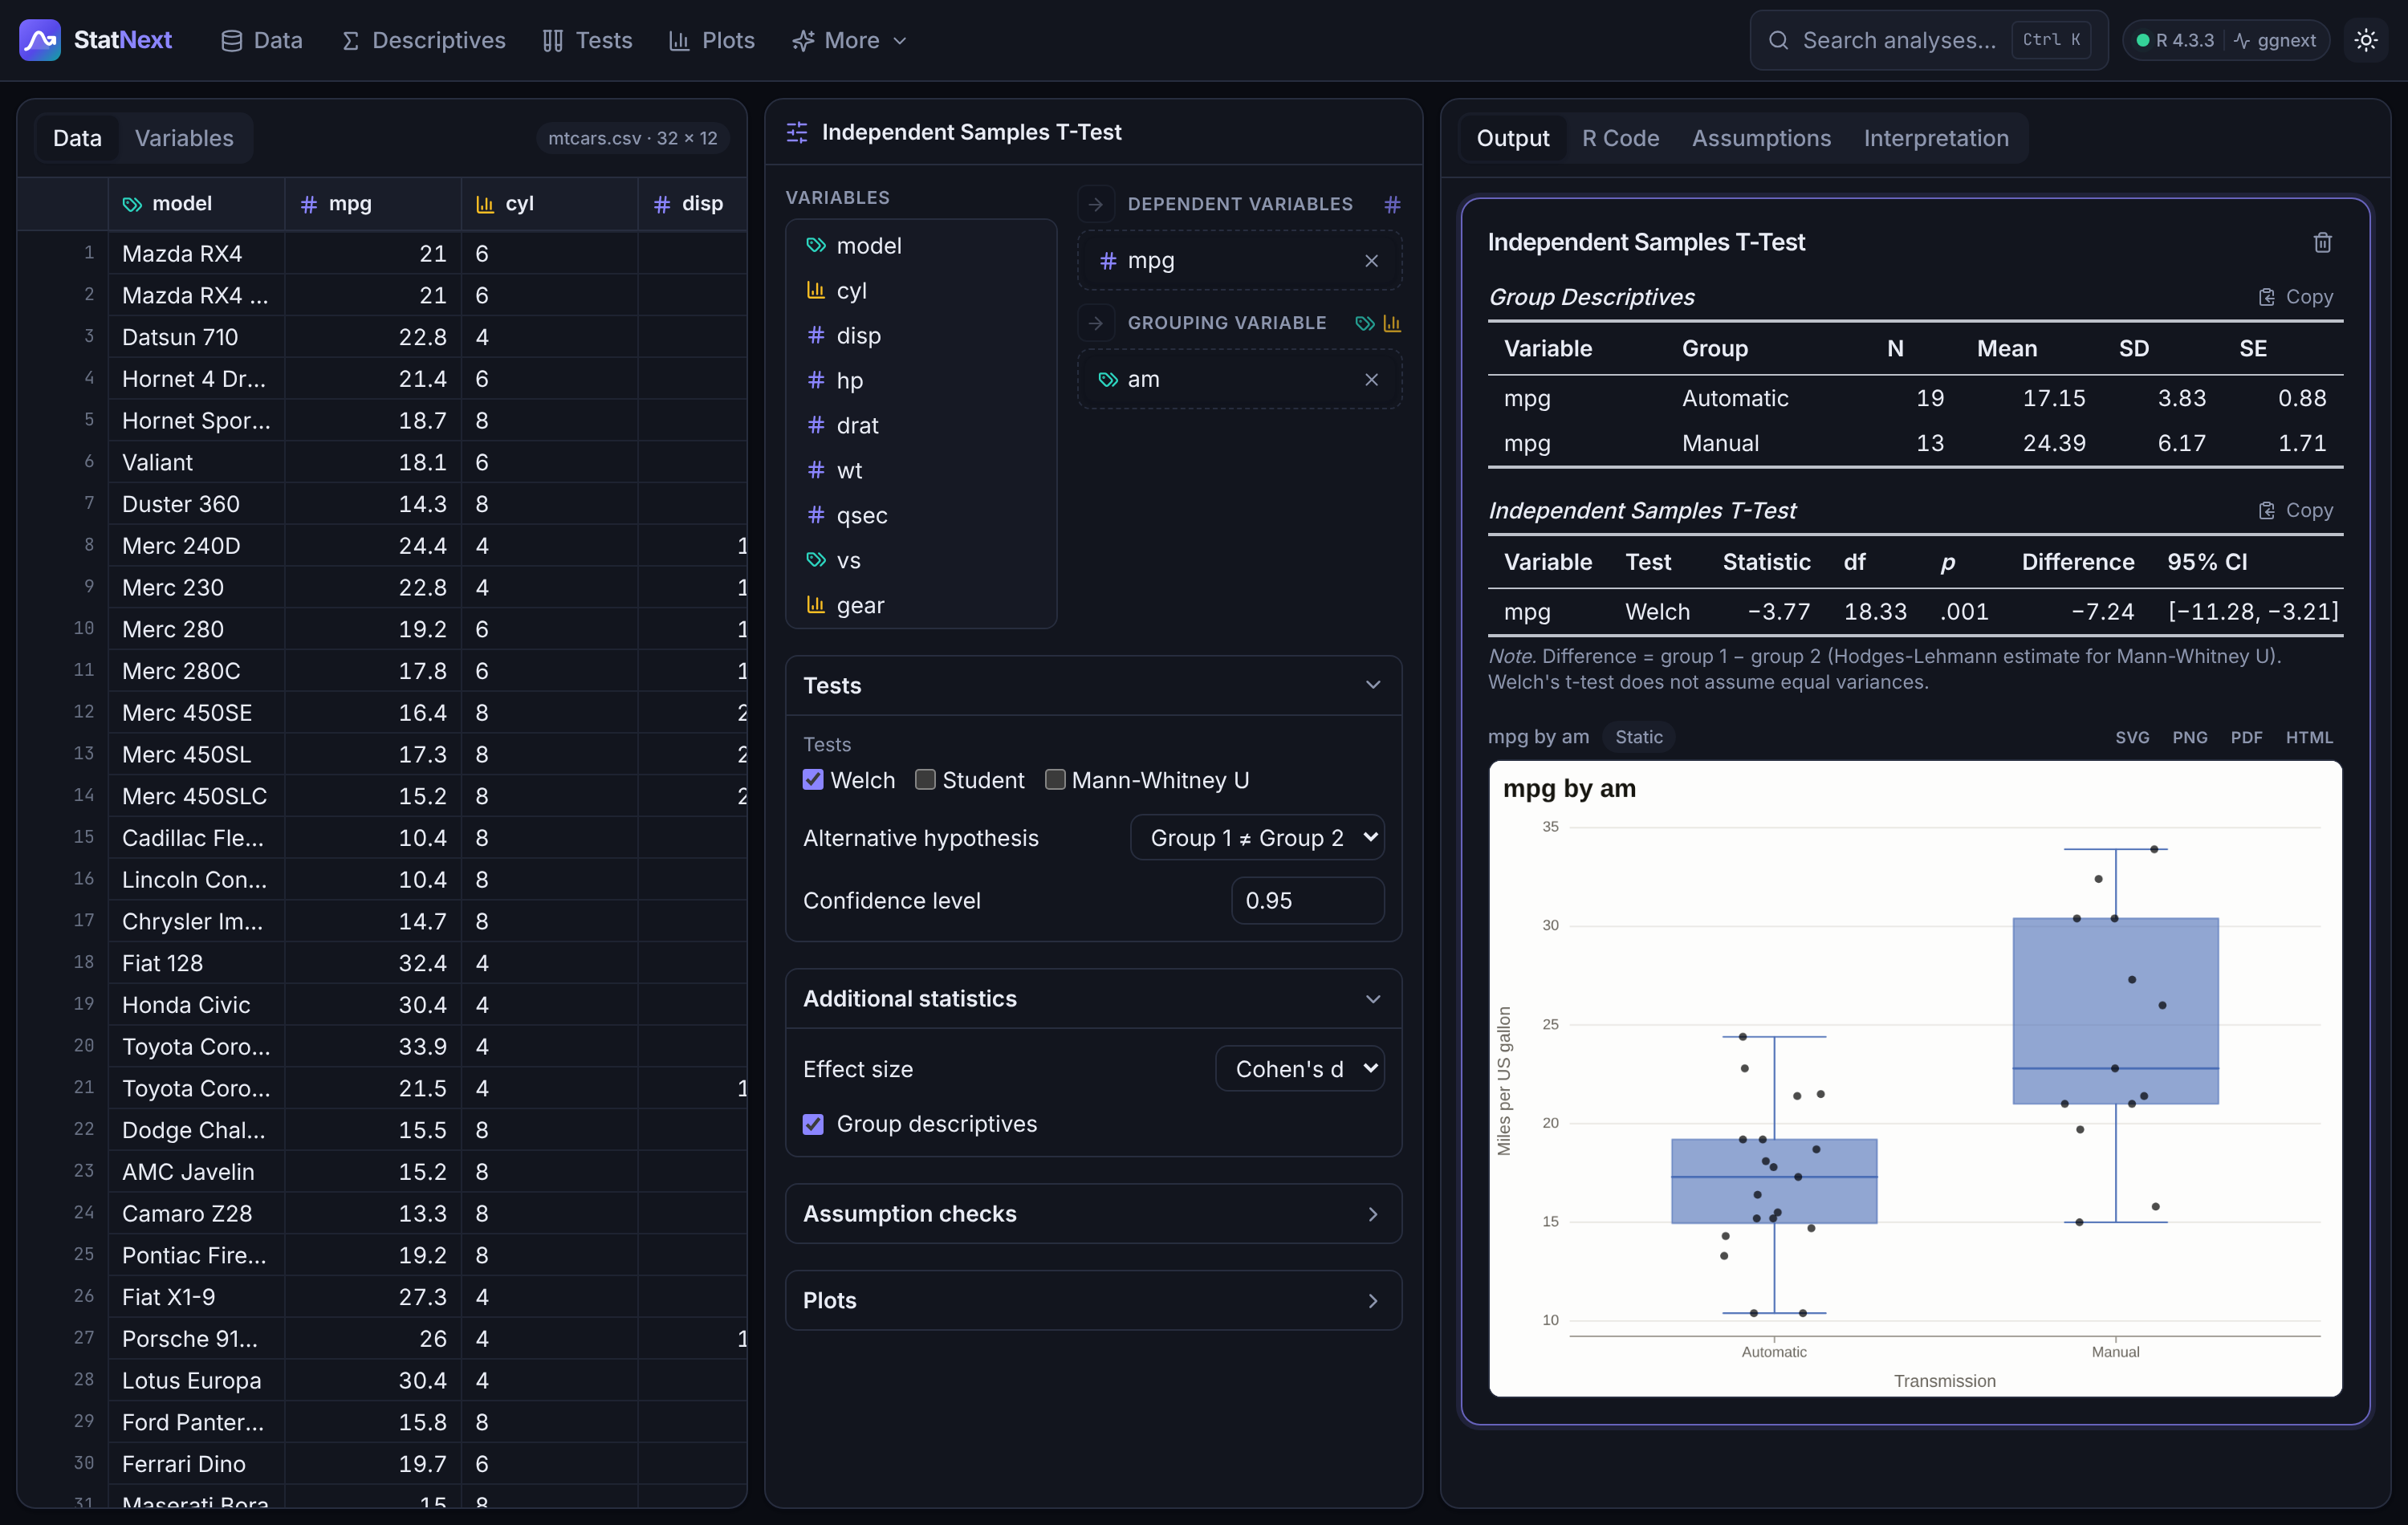 StatNext Data Descriptives Tests Plots More Search analyses... Ctrl K R 4.3.3 ggnext
Data Variables mtcars.csv · 32 × 12
model mpg cyl disp
1 Mazda RX4 21 6
2 Mazda RX4 ... 21 6
3 Datsun 710 22.8 4
4 Hornet 4 Dr... 21.4 6
5 Hornet Spor... 18.7 8
6 Valiant 18.1 6
7 Duster 360 14.3 8
8 Merc 240D 24.4 4 1
9 Merc 230 22.8 4 1
10 Merc 280 19.2 6 1
11 Merc 280C 17.8 6 1
12 Merc 450SE 16.4 8 2
13 Merc 450SL 17.3 8 2
14 Merc 450SLC 15.2 8 2
15 Cadillac Fle... 10.4 8
16 Lincoln Con... 10.4 8
17 Chrysler Im... 14.7 8
18 Fiat 128 32.4 4
19 Honda Civic 30.4 4
20 Toyota Coro... 33.9 4
21 Toyota Coro... 21.5 4 1
22 Dodge Chal... 15.5 8
23 AMC Javelin 15.2 8
24 Camaro Z28 13.3 8
25 Pontiac Fire... 19.2 8
26 Fiat X1-9 27.3 4
27 Porsche 91... 26 4 1
28 Lotus Europa 30.4 4
29 Ford Panter... 15.8 8
30 Ferrari Dino 19.7 6
31 Maserati Bora 15 8
Independent Samples T-Test
VARIABLES
model
cyl
disp
hp
drat
wt
qsec
vs
gear
DEPENDENT VARIABLES
mpg
GROUPING VARIABLE
am
Tests
Tests
Welch Student Mann-Whitney U
Alternative hypothesis Group 1 ≠ Group 2
Confidence level 0.95
Additional statistics
Effect size Cohen's d
Group descriptives
Assumption checks
Plots
Output R Code Assumptions Interpretation
Independent Samples T-Test
Group Descriptives Copy
Variable Group N Mean SD SE
mpg Automatic 19 17.15 3.83 0.88
mpg Manual 13 24.39 6.17 1.71
Independent Samples T-Test Copy
Variable Test Statistic df p Difference 95% CI
mpg Welch −3.77 18.33 .001 −7.24 [−11.28, −3.21]
Note. Difference = group 1 − group 2 (Hodges-Lehmann estimate for Mann-Whitney U).
Welch's t-test does not assume equal variances.
mpg by am Static SVG PNG PDF HTML
mpg by am
35
30
25
20
15
10
Miles per US gallon
Automatic Manual
Transmission